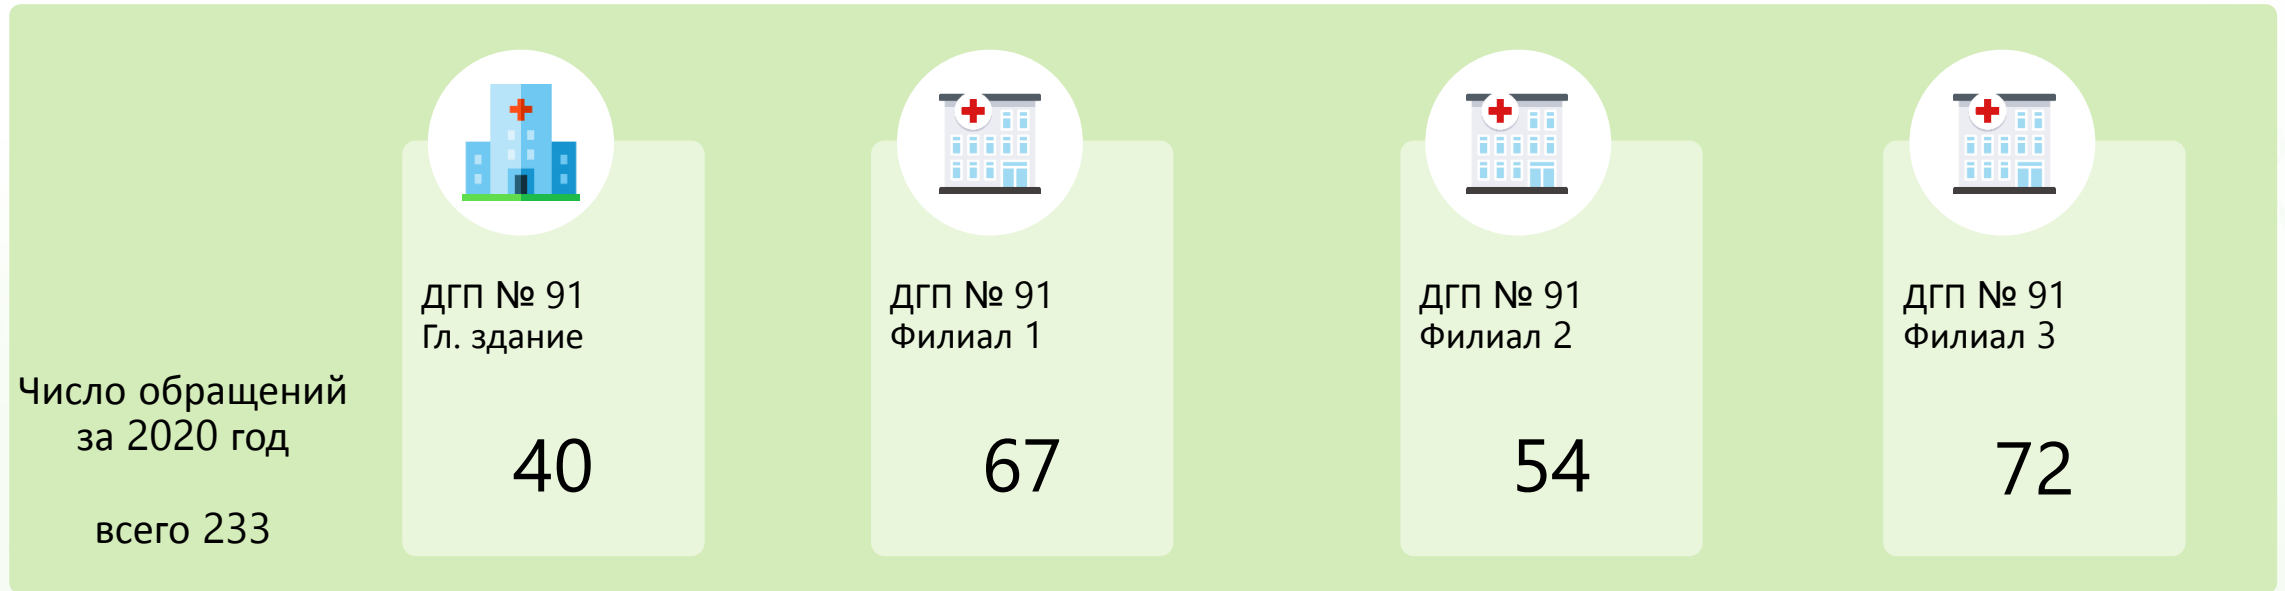 Число обращений
за 2020 год
всего 233
ДГП № 91
Гл. здание
40
ДГП № 91
Филиал 1
67
ДГП № 91
Филиал 2
54
ДГП № 91
Филиал 3
72